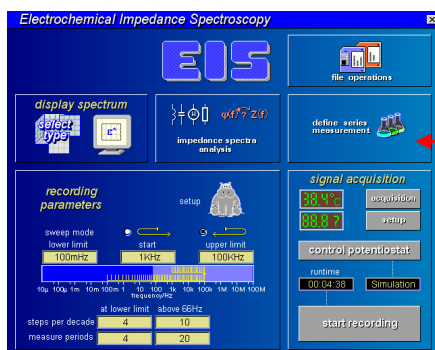 Electrochemical Impedance Spectroscopy
EIS
file operations
display spectrum
select
type
φ(f) ? Z(f)
impedance spectra
analysis
define series
measurement
recording
parameters
setup
sweep mode
lower limit start upper limit
100mHz 1KHz 100KHz
10µ 100µ 1m 10m 100m 1 10 100 1k 10k 100k 1M 10M 100M
frequency/Hz
at lower limit above 66Hz
steps per decade 4 10
measure periods 4 20
signal acquisition
38.4°c acquisition
88.8? setup
control potentiostat
runtime
00:04:38 Simulation
start recording